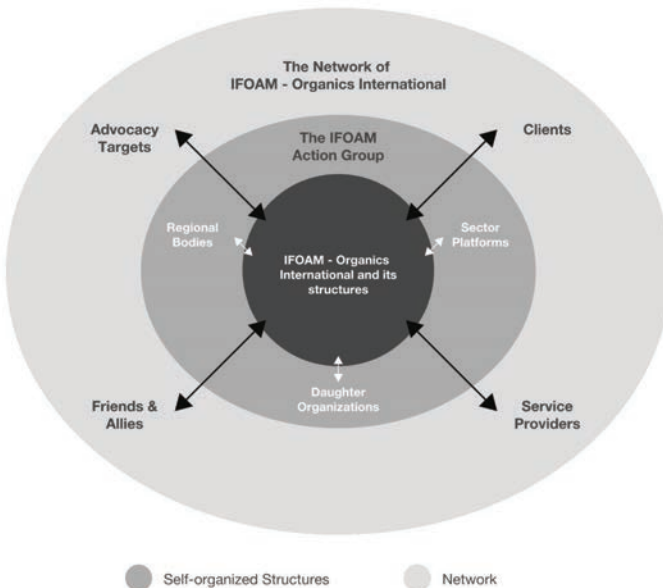 The Network of
IFOAM - Organics International
Advocacy
Targets
Clients
The IFOAM
Action Group
Regional
Bodies
Sector
Platforms
IFOAM - Organics
International and its
structures
Daughter
Organizations
Friends &
Allies
Service
Providers
Self-organized Structures
Network